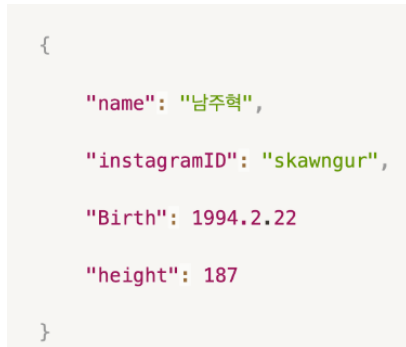 {
"name": "남주혁",
"instagramID": "skawngur",
"Birth": 1994.2.22
"height": 187
}